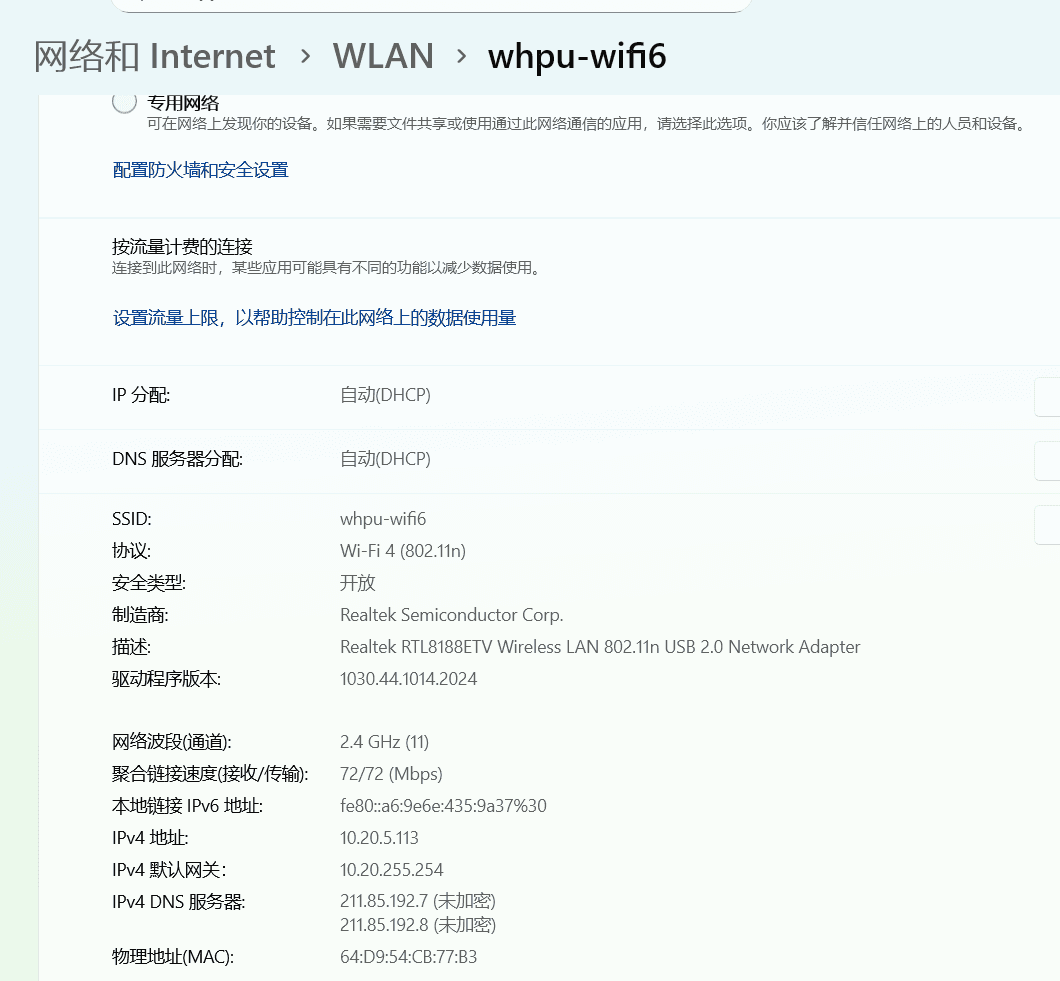 网络和 Internet › WLAN › whpu-wifi6
专用网络
可在网络上发现你的设备。如果需要文件共享或使用通过此网络通信的应用，请选择此选项。你应该了解并信任网络上的人员和设备。
配置防火墙和安全设置
按流量计费的连接
连接到此网络时，某些应用可能具有不同的功能以减少数据使用。
设置流量上限，以帮助控制在此网络上的数据使用量
IP 分配: 自动(DHCP)
DNS 服务器分配: 自动(DHCP)
SSID: whpu-wifi6
协议: Wi-Fi 4 (802.11n)
安全类型: 开放
制造商: Realtek Semiconductor Corp.
描述: Realtek RTL8188ETV Wireless LAN 802.11n USB 2.0 Network Adapter
驱动程序版本: 1030.44.1014.2024
网络波段(通道): 2.4 GHz (11)
聚合链接速度(接收/传输): 72/72 (Mbps)
本地链接 IPv6 地址: fe80::a6:9e6e:435:9a37%30
IPv4 地址: 10.20.5.113
IPv4 默认网关: 10.20.255.254
IPv4 DNS 服务器: 211.85.192.7 (未加密)
211.85.192.8 (未加密)
物理地址(MAC): 64:D9:54:CB:77:B3